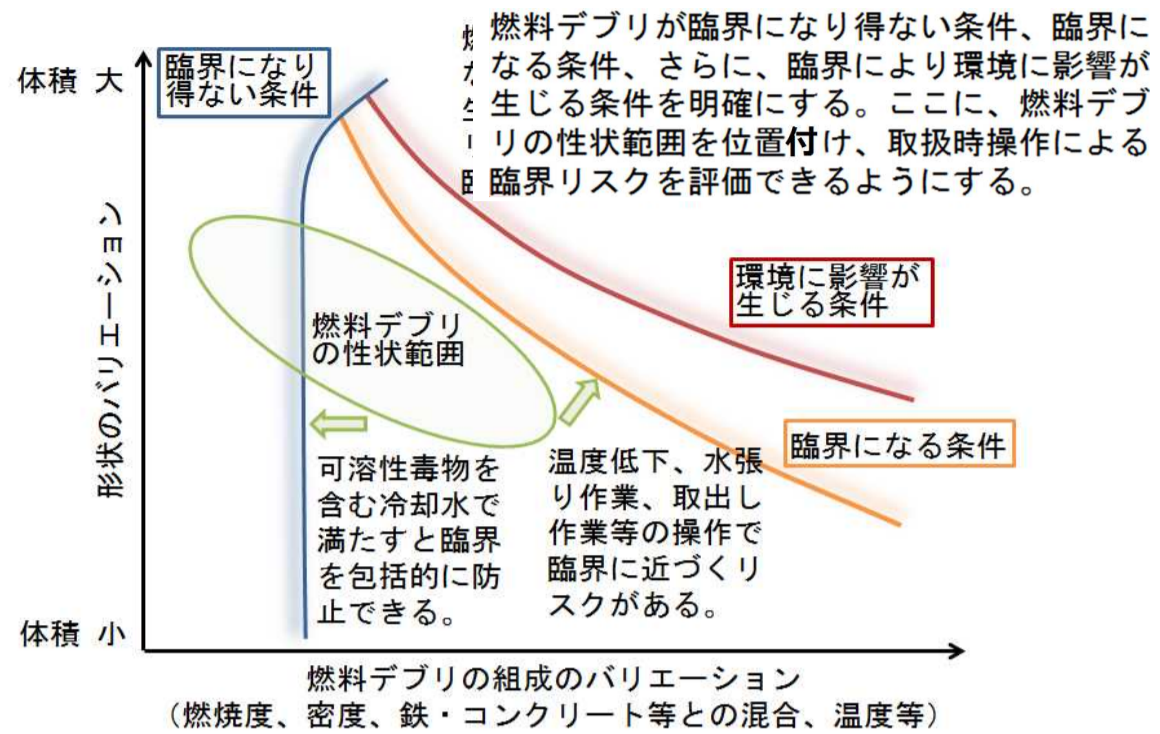 燃料デブリが臨界になり得ない条件、臨界に
なる条件、さらに、臨界により環境に影響が
生じる条件を明確にする。ここに、燃料デブ
リの性状範囲を位置付け、取扱時操作による
臨界リスクを評価できるようにする。
体積 大
臨界になり
得ない条件
形状のバリエーション
環境に影響が
生じる条件
燃料デブリ
の性状範囲
臨界になる条件
可溶性毒物を
含む冷却水で
満たすと臨界
を包括的に防
止できる。
温度低下、水張
り作業、取出し
作業等の操作で
臨界に近づくリ
スクがある。
体積 小
燃料デブリの組成のバリエーション
（燃焼度、密度、鉄・コンクリート等との混合、温度等）